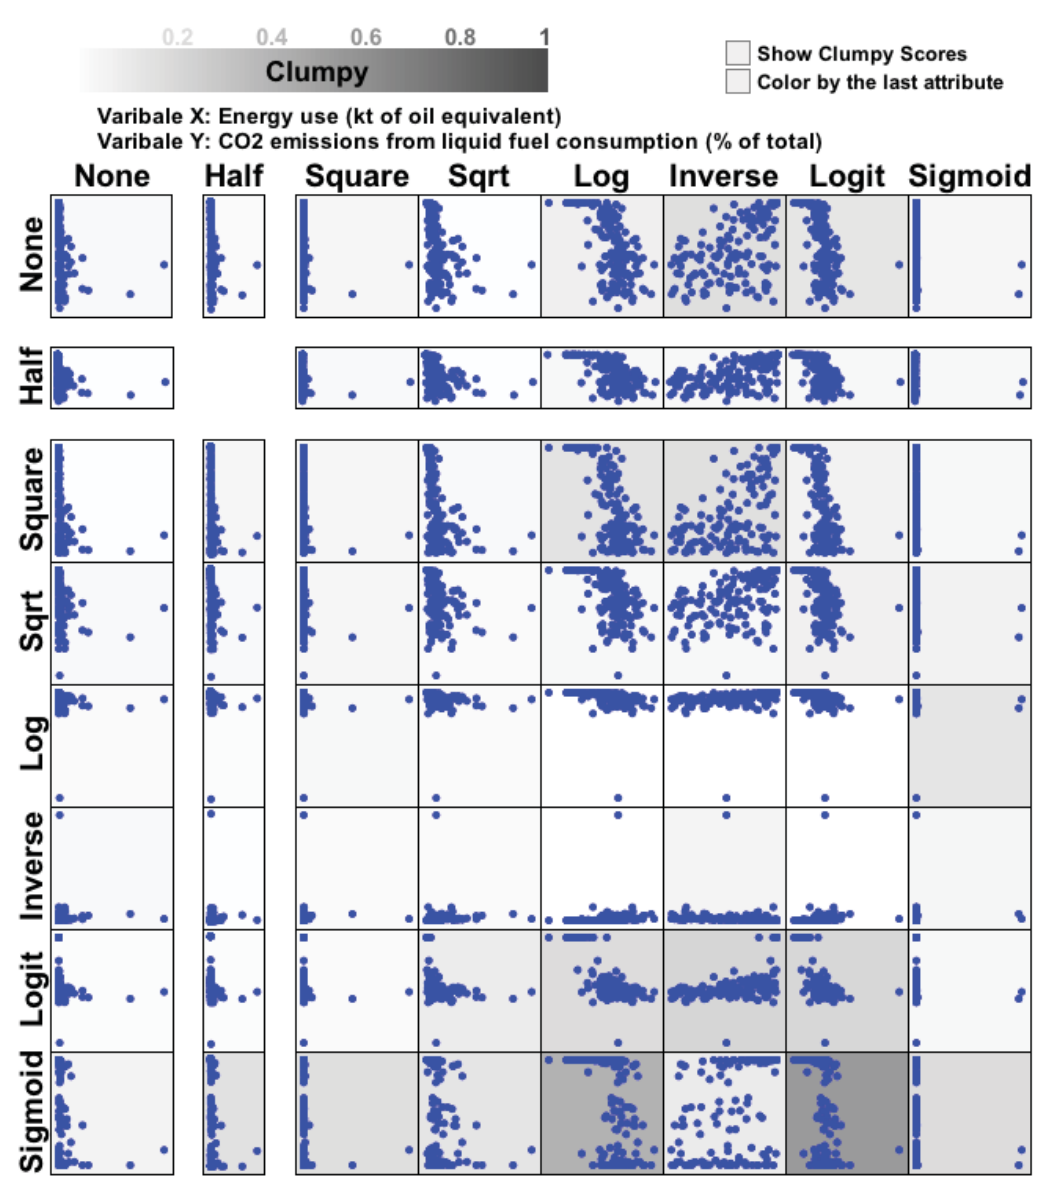 0.2 0.4 0.6 0.8 1
Clumpy
Show Clumpy Scores
Color by the last attribute
Varibale X: Energy use (kt of oil equivalent)
Varibale Y: CO2 emissions from liquid fuel consumption (% of total)
None Half Square Sqrt Log Inverse Logit Sigmoid
None
Half
Square
Sqrt
Log
Inverse
Logit
Sigmoid